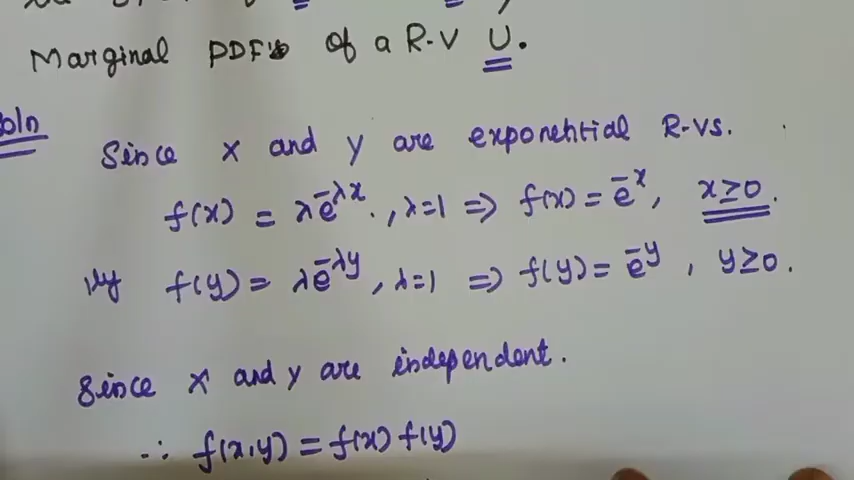 Marginal PDF's of a R-V U.
Soln
Since X and Y are exponential R-Vs.
f(x) = λe^-λx., λ=1 ⇒ f(x) = e^-x, x≥0.
lly f(y) = λe^-λy, λ=1 ⇒ f(y) = e^-y, y≥0.
Since X and Y are independent.
∴ f(x,y) = f(x) f(y)